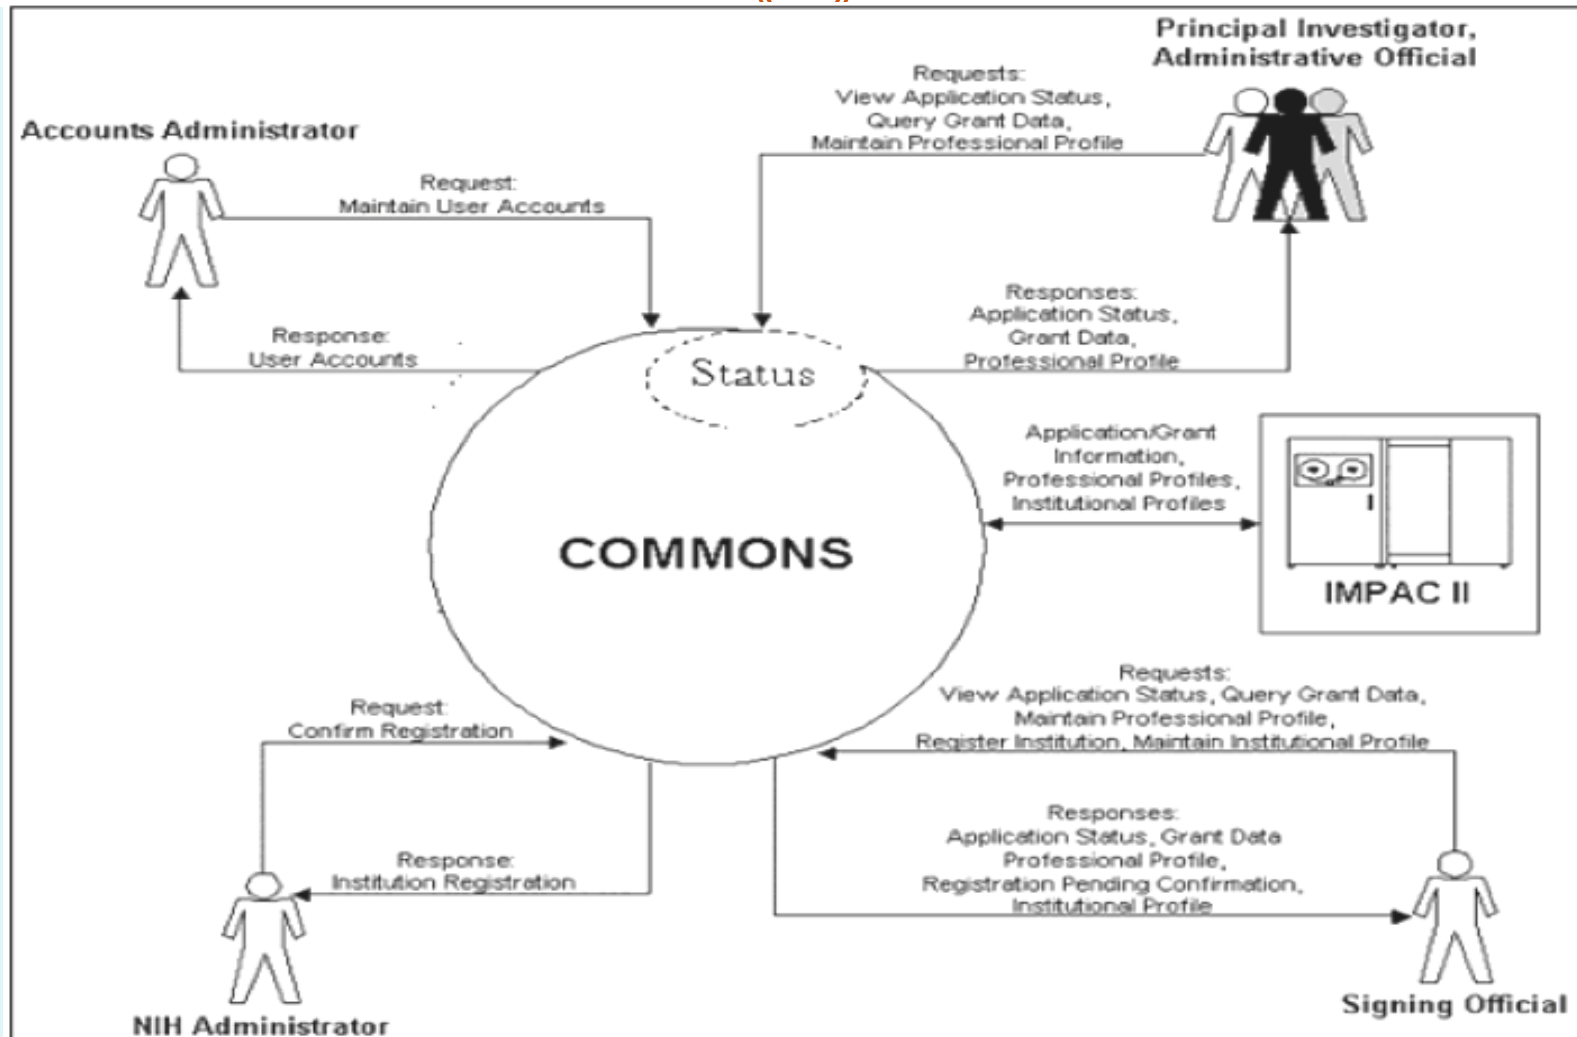 Principal Investigator,
Administrative Official
Requests:
View Application Status,
Query Grant Data,
Maintain Professional Profile
Accounts Administrator
Request:
Maintain User Accounts
Responses:
Application Status,
Grant Data,
Professional Profile
Response:
User Accounts
Status
Application/Grant
Information,
Professional Profiles,
Institutional Profiles
COMMONS
IMPAC II
Requests:
View Application Status, Query Grant Data,
Maintain Professional Profile,
Register Institution, Maintain Institutional Profile
Request:
Confirm Registration
Responses:
Application Status, Grant Data
Professional Profile,
Registration Pending Confirmation,
Institutional Profile
Response:
Institution Registration
Signing Official
NIH Administrator